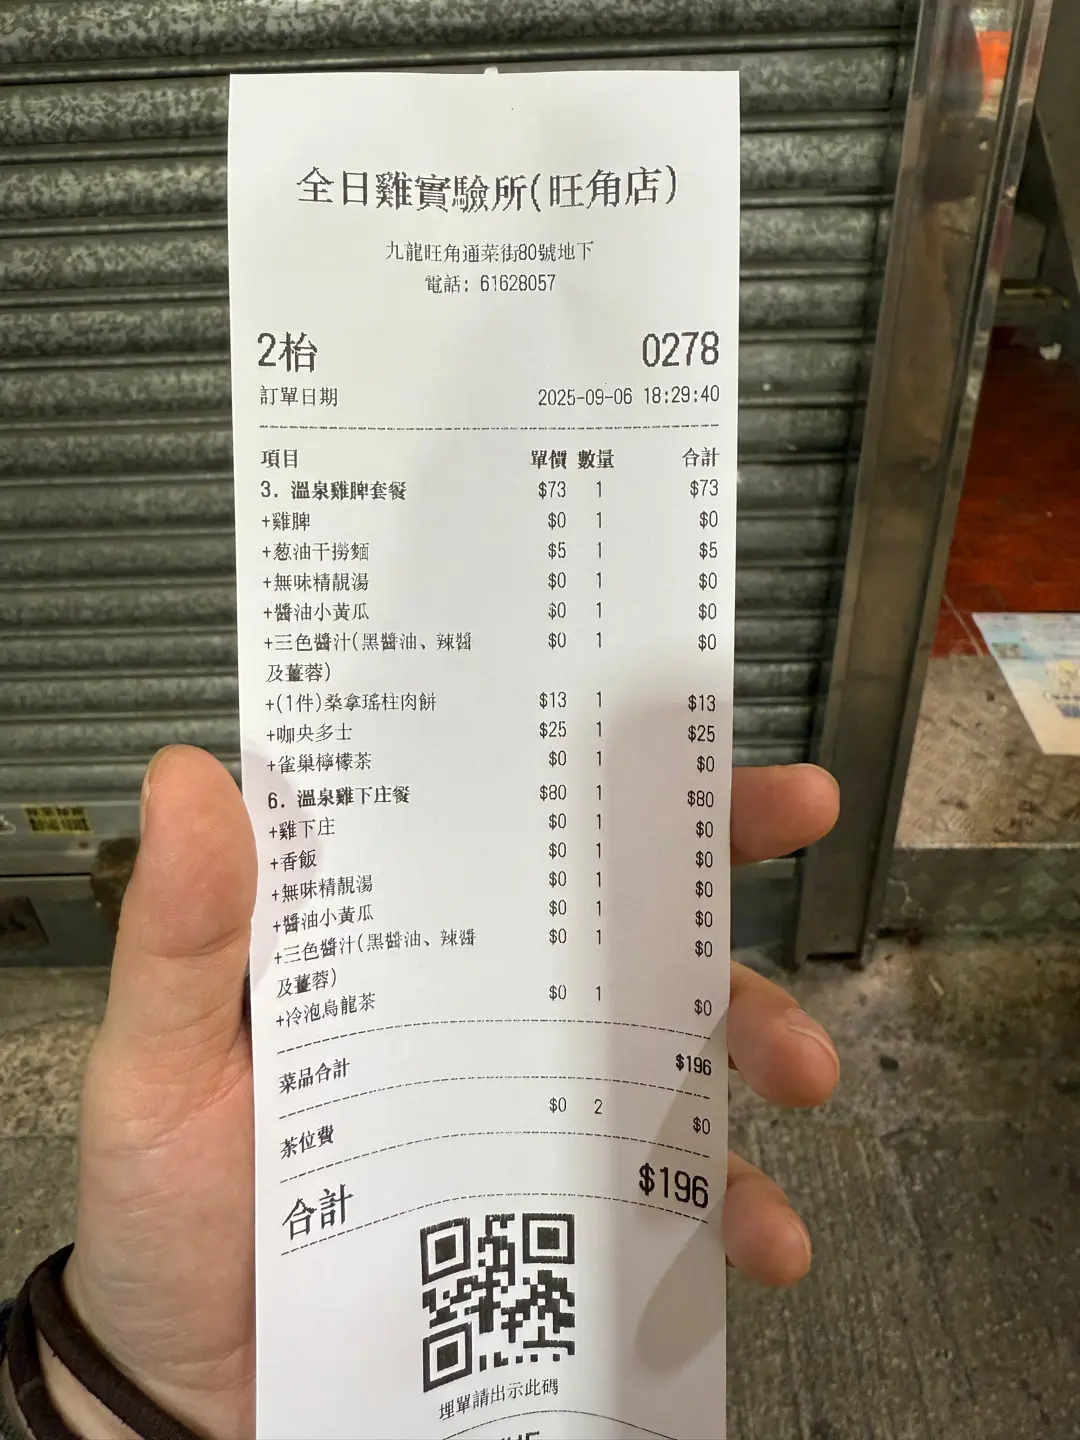 全日雞實驗所(旺角店)
九龍旺角通菜街80號地下
電話: 61628057
2枱 0278
訂單日期 2025-09-06 18:29:40
項目 單價 數量 合計
3. 溫泉雞脾套餐 $73 1 $73
+雞脾 $0 1 $0
+葱油干撈麵 $5 1 $5
+無味精靚湯 $0 1 $0
+醬油小黃瓜 $0 1 $0
+三色醬汁(黑醬油、辣醬 $0 1 $0
及薑蓉)
+(1件)桑拿瑤柱肉餅 $13 1 $13
+咖央多士 $25 1 $25
+雀巢檸檬茶 $0 1 $0
6. 溫泉雞下庄餐 $80 1 $80
+雞下庄 $0 1 $0
+香飯 $0 1 $0
+無味精靚湯 $0 1 $0
+醬油小黃瓜 $0 1 $0
+三色醬汁(黑醬油、辣醬 $0 1 $0
及薑蓉)
+冷泡烏龍茶 $0 1 $0
菜品合計 $196
茶位費 $0 2 $0
合計 $196
埋單請出示此碼